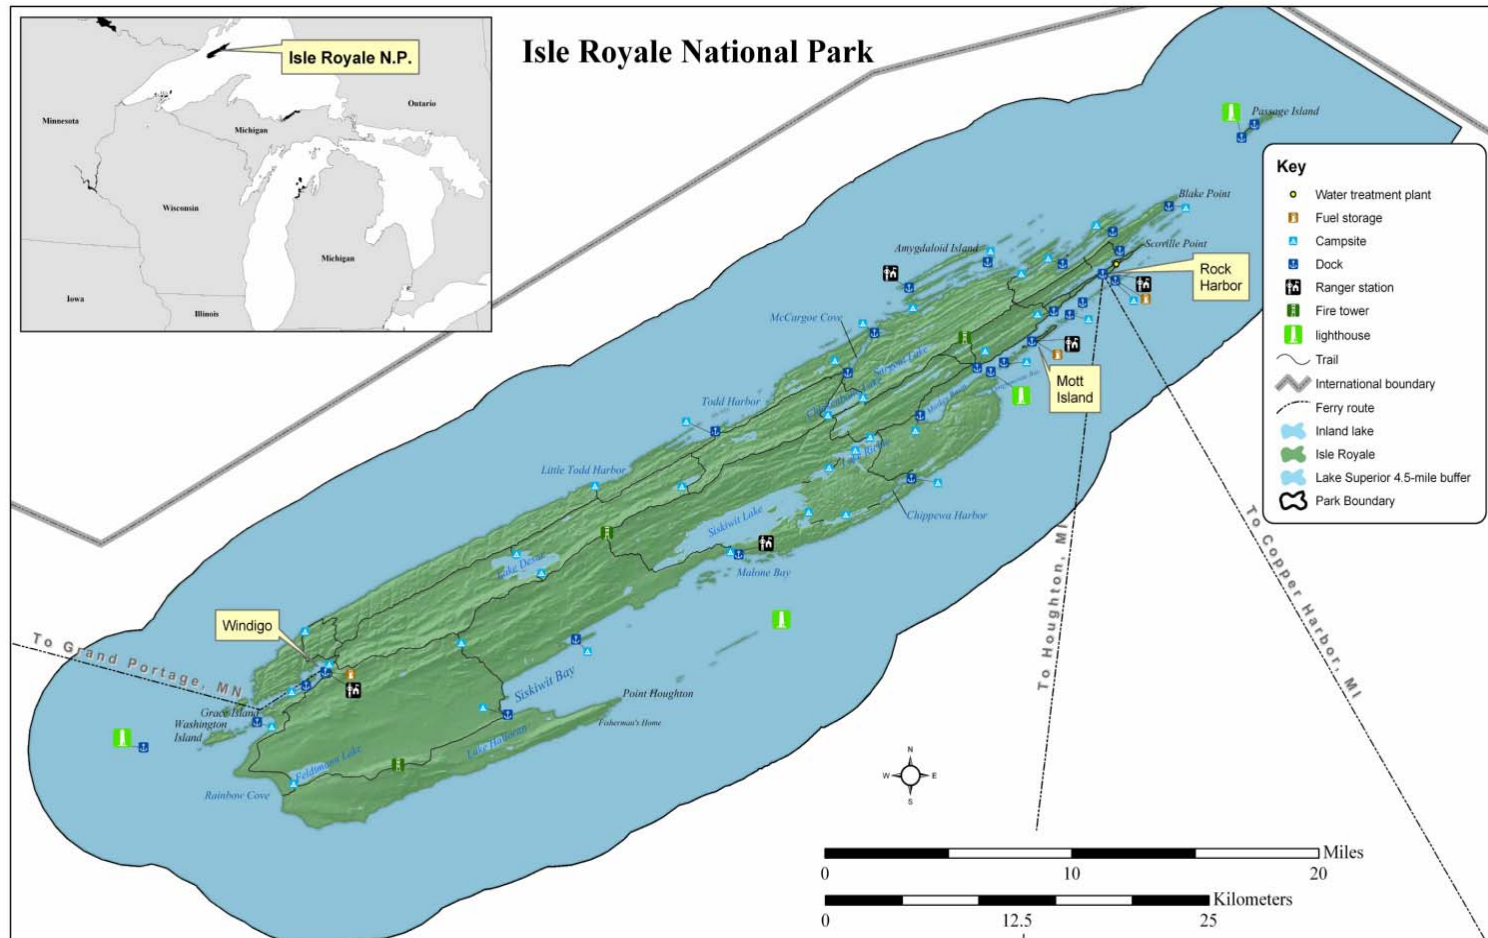 Isle Royale National Park
Isle Royale N.P.
Minnesota
Ontario
Michigan
Wisconsin
Michigan
Iowa
Illinois
Passage Island
Blake Point
Scoville Point
Amygdaloid Island
Rock
Harbor
McCargoe Cove
Sargent Lake
Mott
Island
Todd Harbor
Little Todd Harbor
Siskiwit Lake
Chippewa Harbor
Malone Bay
Windigo
To Grand Portage, MN
Siskiwit Bay
Point Houghton
Fisherman's Home
Grace Island
Washington
Island
Lake Halloran
Feldtmann Lake
Rainbow Cove
To Houghton, MI
To Copper Harbor, MI
Key
Water treatment plant
Fuel storage
Campsite
Dock
Ranger station
Fire tower
lighthouse
Trail
International boundary
Ferry route
Inland lake
Isle Royale
Lake Superior 4.5-mile buffer
Park Boundary
N
W E
S
Miles
0 10 20
Kilometers
0 12.5 25